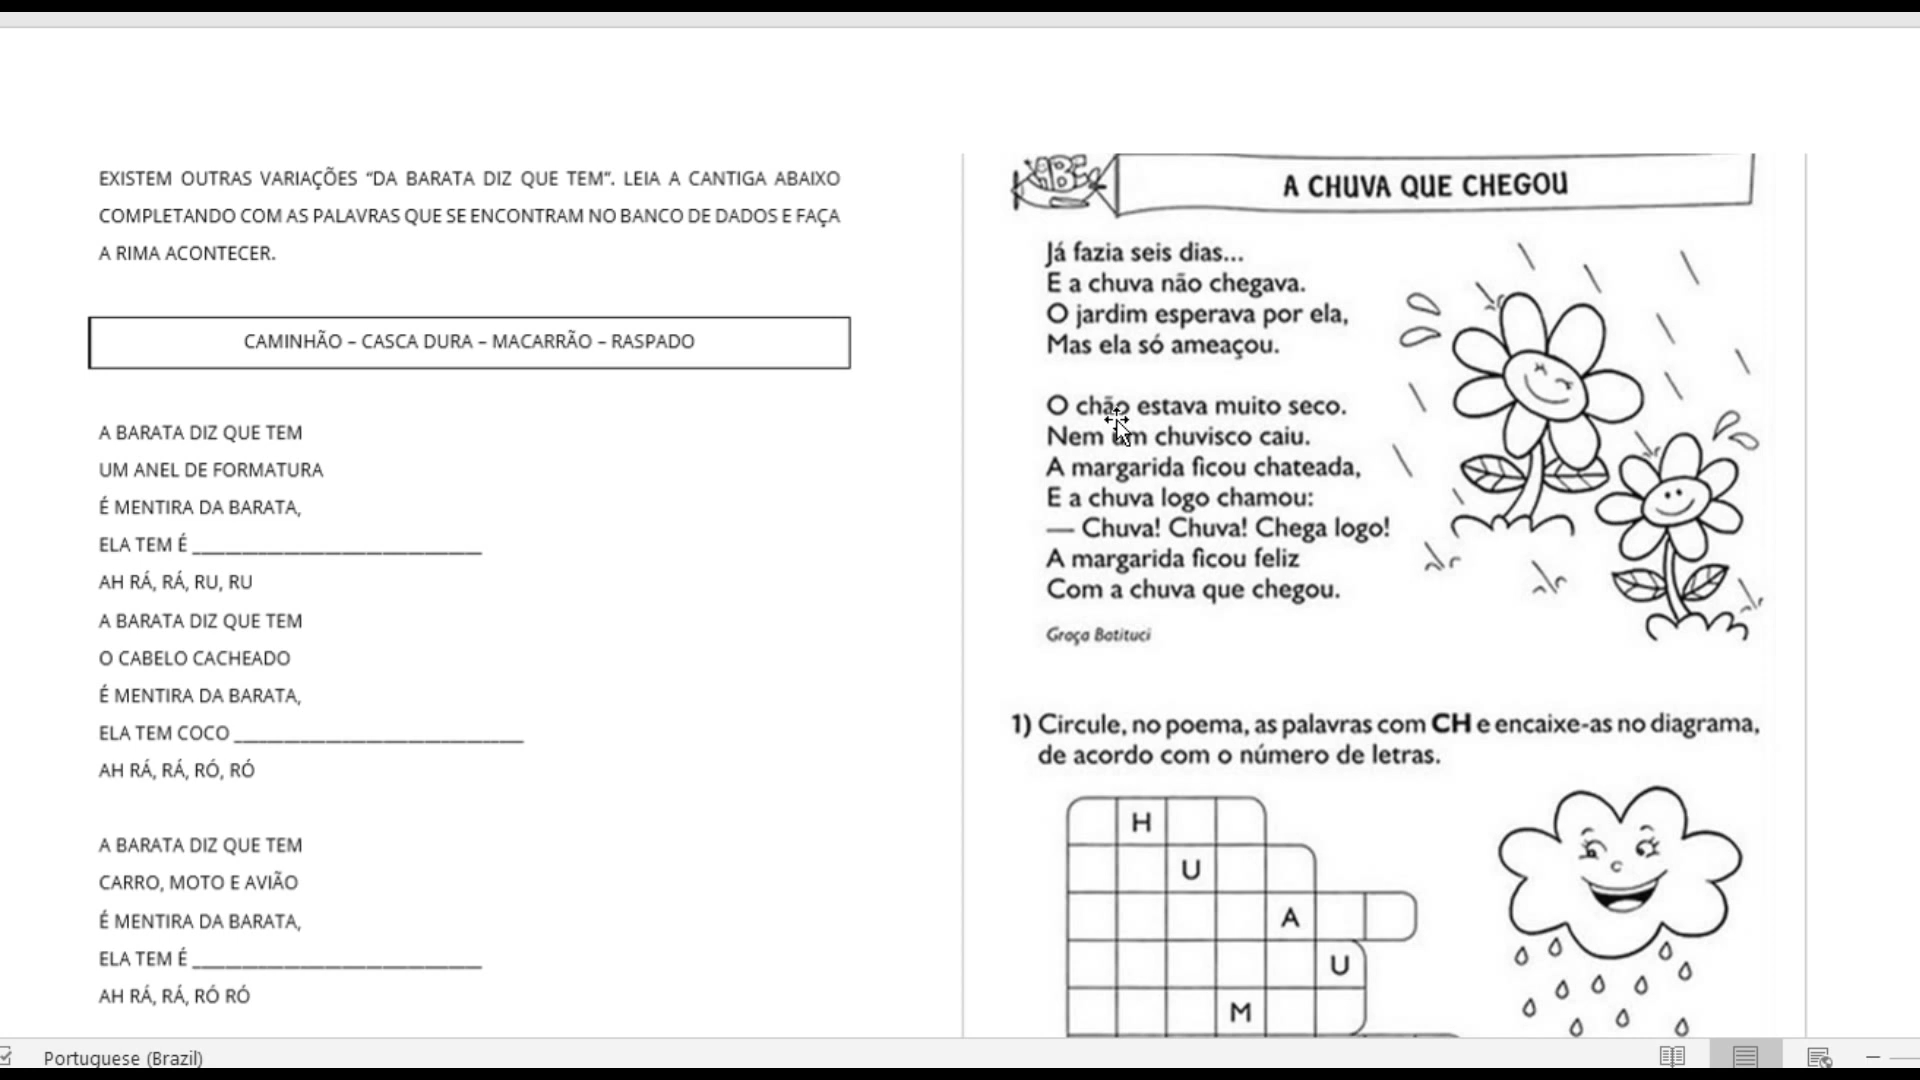 EXISTEM OUTRAS VARIAÇÕES “DA BARATA DIZ QUE TEM”. LEIA A CANTIGA ABAIXO
COMPLETANDO COM AS PALAVRAS QUE SE ENCONTRAM NO BANCO DE DADOS E FAÇA
A RIMA ACONTECER.
CAMINHÃO – CASCA DURA – MACARRÃO – RASPADO
A BARATA DIZ QUE TEM
UM ANEL DE FORMATURA
É MENTIRA DA BARATA,
ELA TEM É ______________________________
AH RÁ, RÁ, RU, RU
A BARATA DIZ QUE TEM
O CABELO CACHEADO
É MENTIRA DA BARATA,
ELA TEM COCO ______________________________
AH RÁ, RÁ, RÓ, RÓ
A BARATA DIZ QUE TEM
CARRO, MOTO E AVIÃO
É MENTIRA DA BARATA,
ELA TEM É ______________________________
AH RÁ, RÁ, RÓ RÓ
A CHUVA QUE CHEGOU
Já fazia seis dias...
E a chuva não chegava.
O jardim esperava por ela,
Mas ela só ameaçou.
O chão estava muito seco.
Nem um chuvisco caiu.
A margarida ficou chateada,
E a chuva logo chamou:
— Chuva! Chuva! Chega logo!
A margarida ficou feliz
Com a chuva que chegou.
Graça Batituci
1) Circule, no poema, as palavras com CH e encaixe-as no diagrama,
de acordo com o número de letras.
H
U
A
U
M
Portuguese (Brazil)